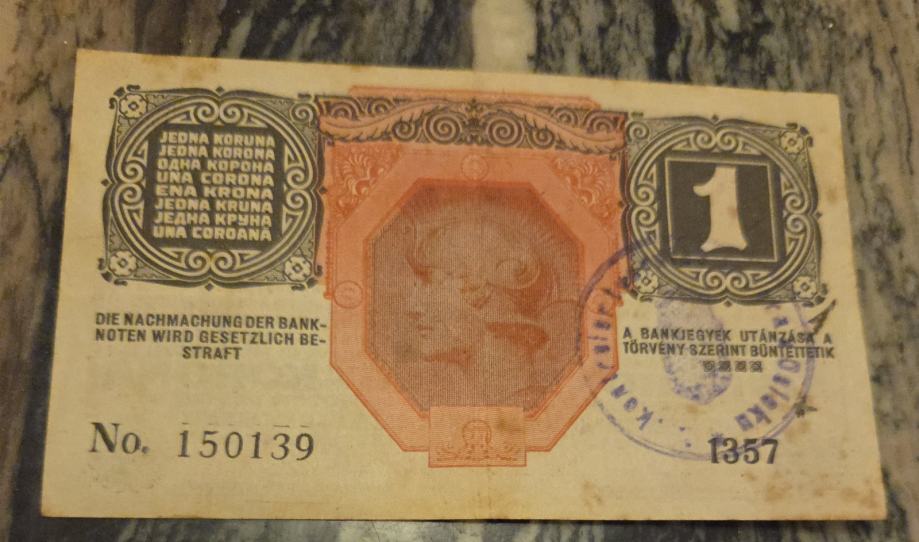 JEDNA KORUNA
JEDNA KORONA
ОДНА КОРОНА
UNA CORONA
ENA KRONA
JEDNA KRUNA
ЈЕДНА КРУНА
UNA COROANĂ
1
DIE NACHMACHUNG DER BANK-
NOTEN WIRD GESETZLICH BE-
STRAFT
A BANKJEGYEK UTÁNZÁSA A
TÖRVÉNY SZERINT BÜNTETTETIK
No. 150139
1357